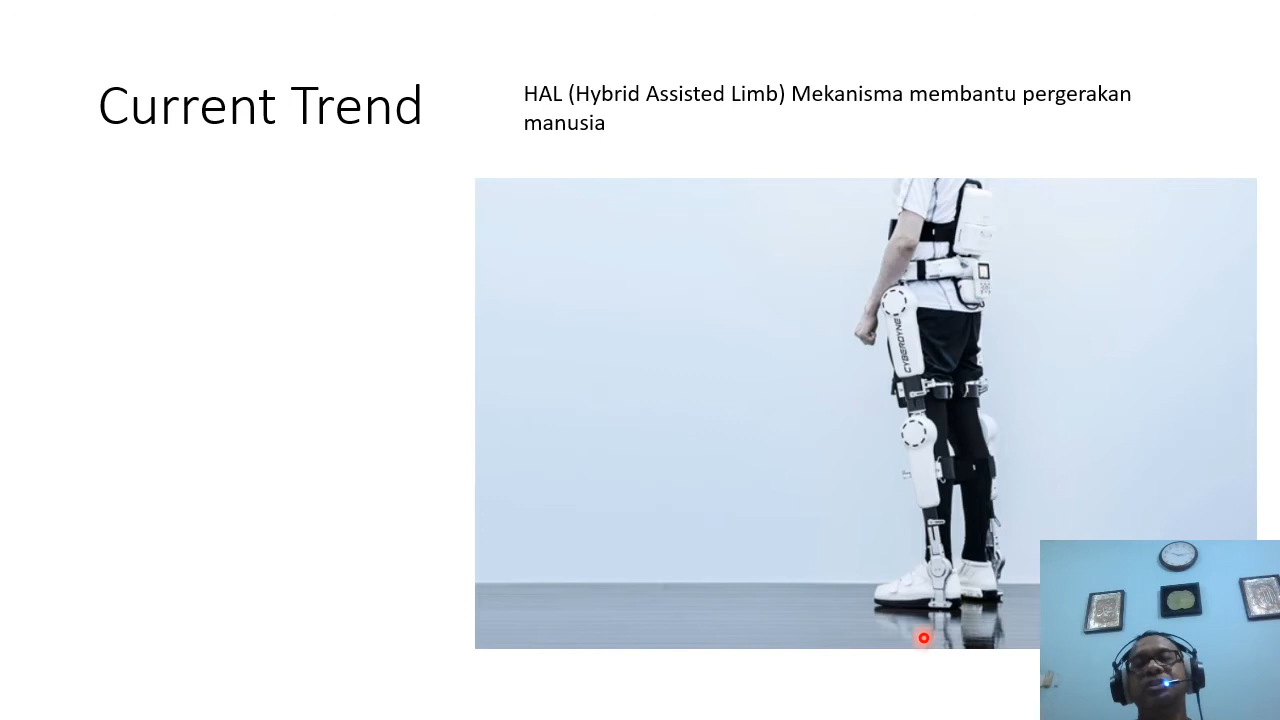 Current Trend
HAL (Hybrid Assisted Limb) Mekanisma membantu pergerakan
manusia
CYBERDYNE